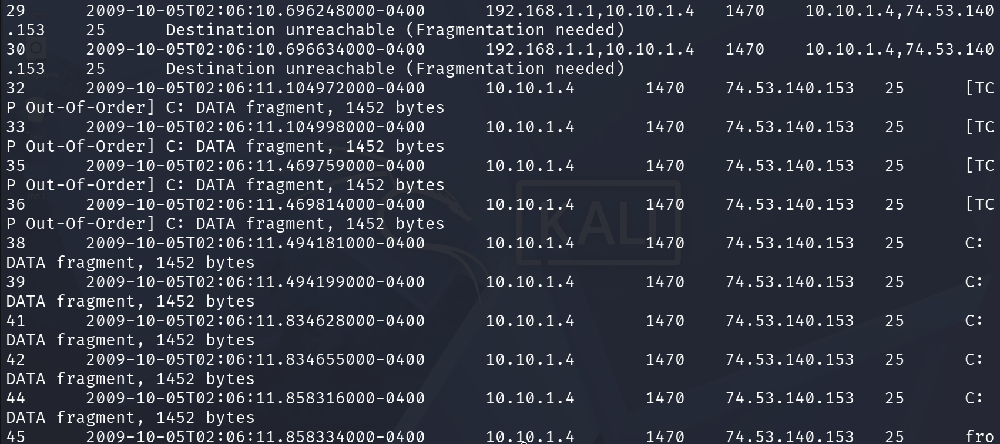 29 2009-10-05T02:06:10.696248000-0400 192.168.1.1,10.10.1.4 1470 10.10.1.4,74.53.140
.153 25 Destination unreachable (Fragmentation needed)
30 2009-10-05T02:06:10.696634000-0400 192.168.1.1,10.10.1.4 1470 10.10.1.4,74.53.140
.153 25 Destination unreachable (Fragmentation needed)
32 2009-10-05T02:06:11.104972000-0400 10.10.1.4 1470 74.53.140.153 25 [TC
P Out-Of-Order] C: DATA fragment, 1452 bytes
33 2009-10-05T02:06:11.104998000-0400 10.10.1.4 1470 74.53.140.153 25 [TC
P Out-Of-Order] C: DATA fragment, 1452 bytes
35 2009-10-05T02:06:11.469759000-0400 10.10.1.4 1470 74.53.140.153 25 [TC
P Out-Of-Order] C: DATA fragment, 1452 bytes
36 2009-10-05T02:06:11.469814000-0400 10.10.1.4 1470 74.53.140.153 25 [TC
P Out-Of-Order] C: DATA fragment, 1452 bytes
38 2009-10-05T02:06:11.494181000-0400 10.10.1.4 1470 74.53.140.153 25 C:
DATA fragment, 1452 bytes
39 2009-10-05T02:06:11.494199000-0400 10.10.1.4 1470 74.53.140.153 25 C:
DATA fragment, 1452 bytes
41 2009-10-05T02:06:11.834628000-0400 10.10.1.4 1470 74.53.140.153 25 C:
DATA fragment, 1452 bytes
42 2009-10-05T02:06:11.834655000-0400 10.10.1.4 1470 74.53.140.153 25 C:
DATA fragment, 1452 bytes
44 2009-10-05T02:06:11.858316000-0400 10.10.1.4 1470 74.53.140.153 25 C:
DATA fragment, 1452 bytes
45 2009-10-05T02:06:11.858334000-0400 10.10.1.4 1470 74.53.140.153 25 fro
Home
Trash
mp3
KALI